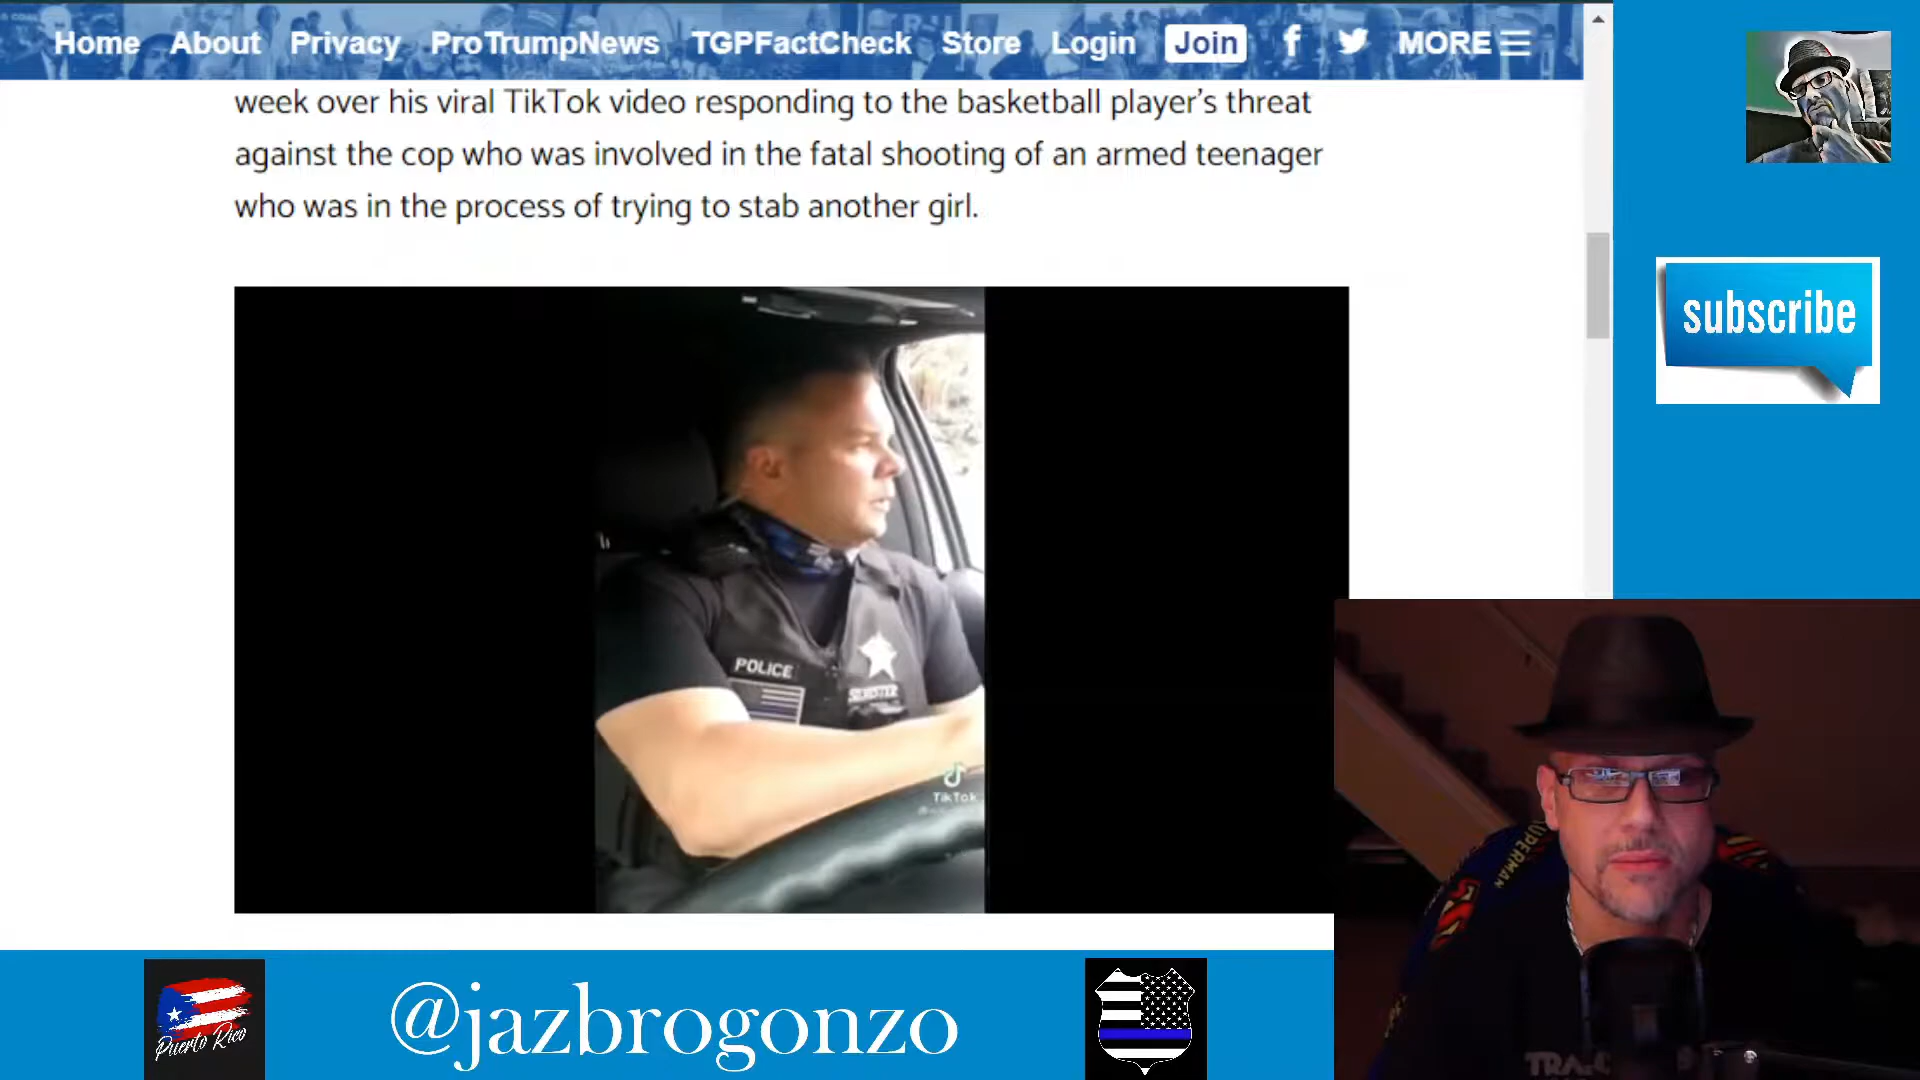 Home About Privacy ProTrumpNews TGPFactCheck Store Login Join MORE
week over his viral TikTok video responding to the basketball player's threat
against the cop who was involved in the fatal shooting of an armed teenager
who was in the process of trying to stab another girl.
subscribe
POLICE
TikTok
SUPERMAN
Puerto Rico
@jazbrogonzo